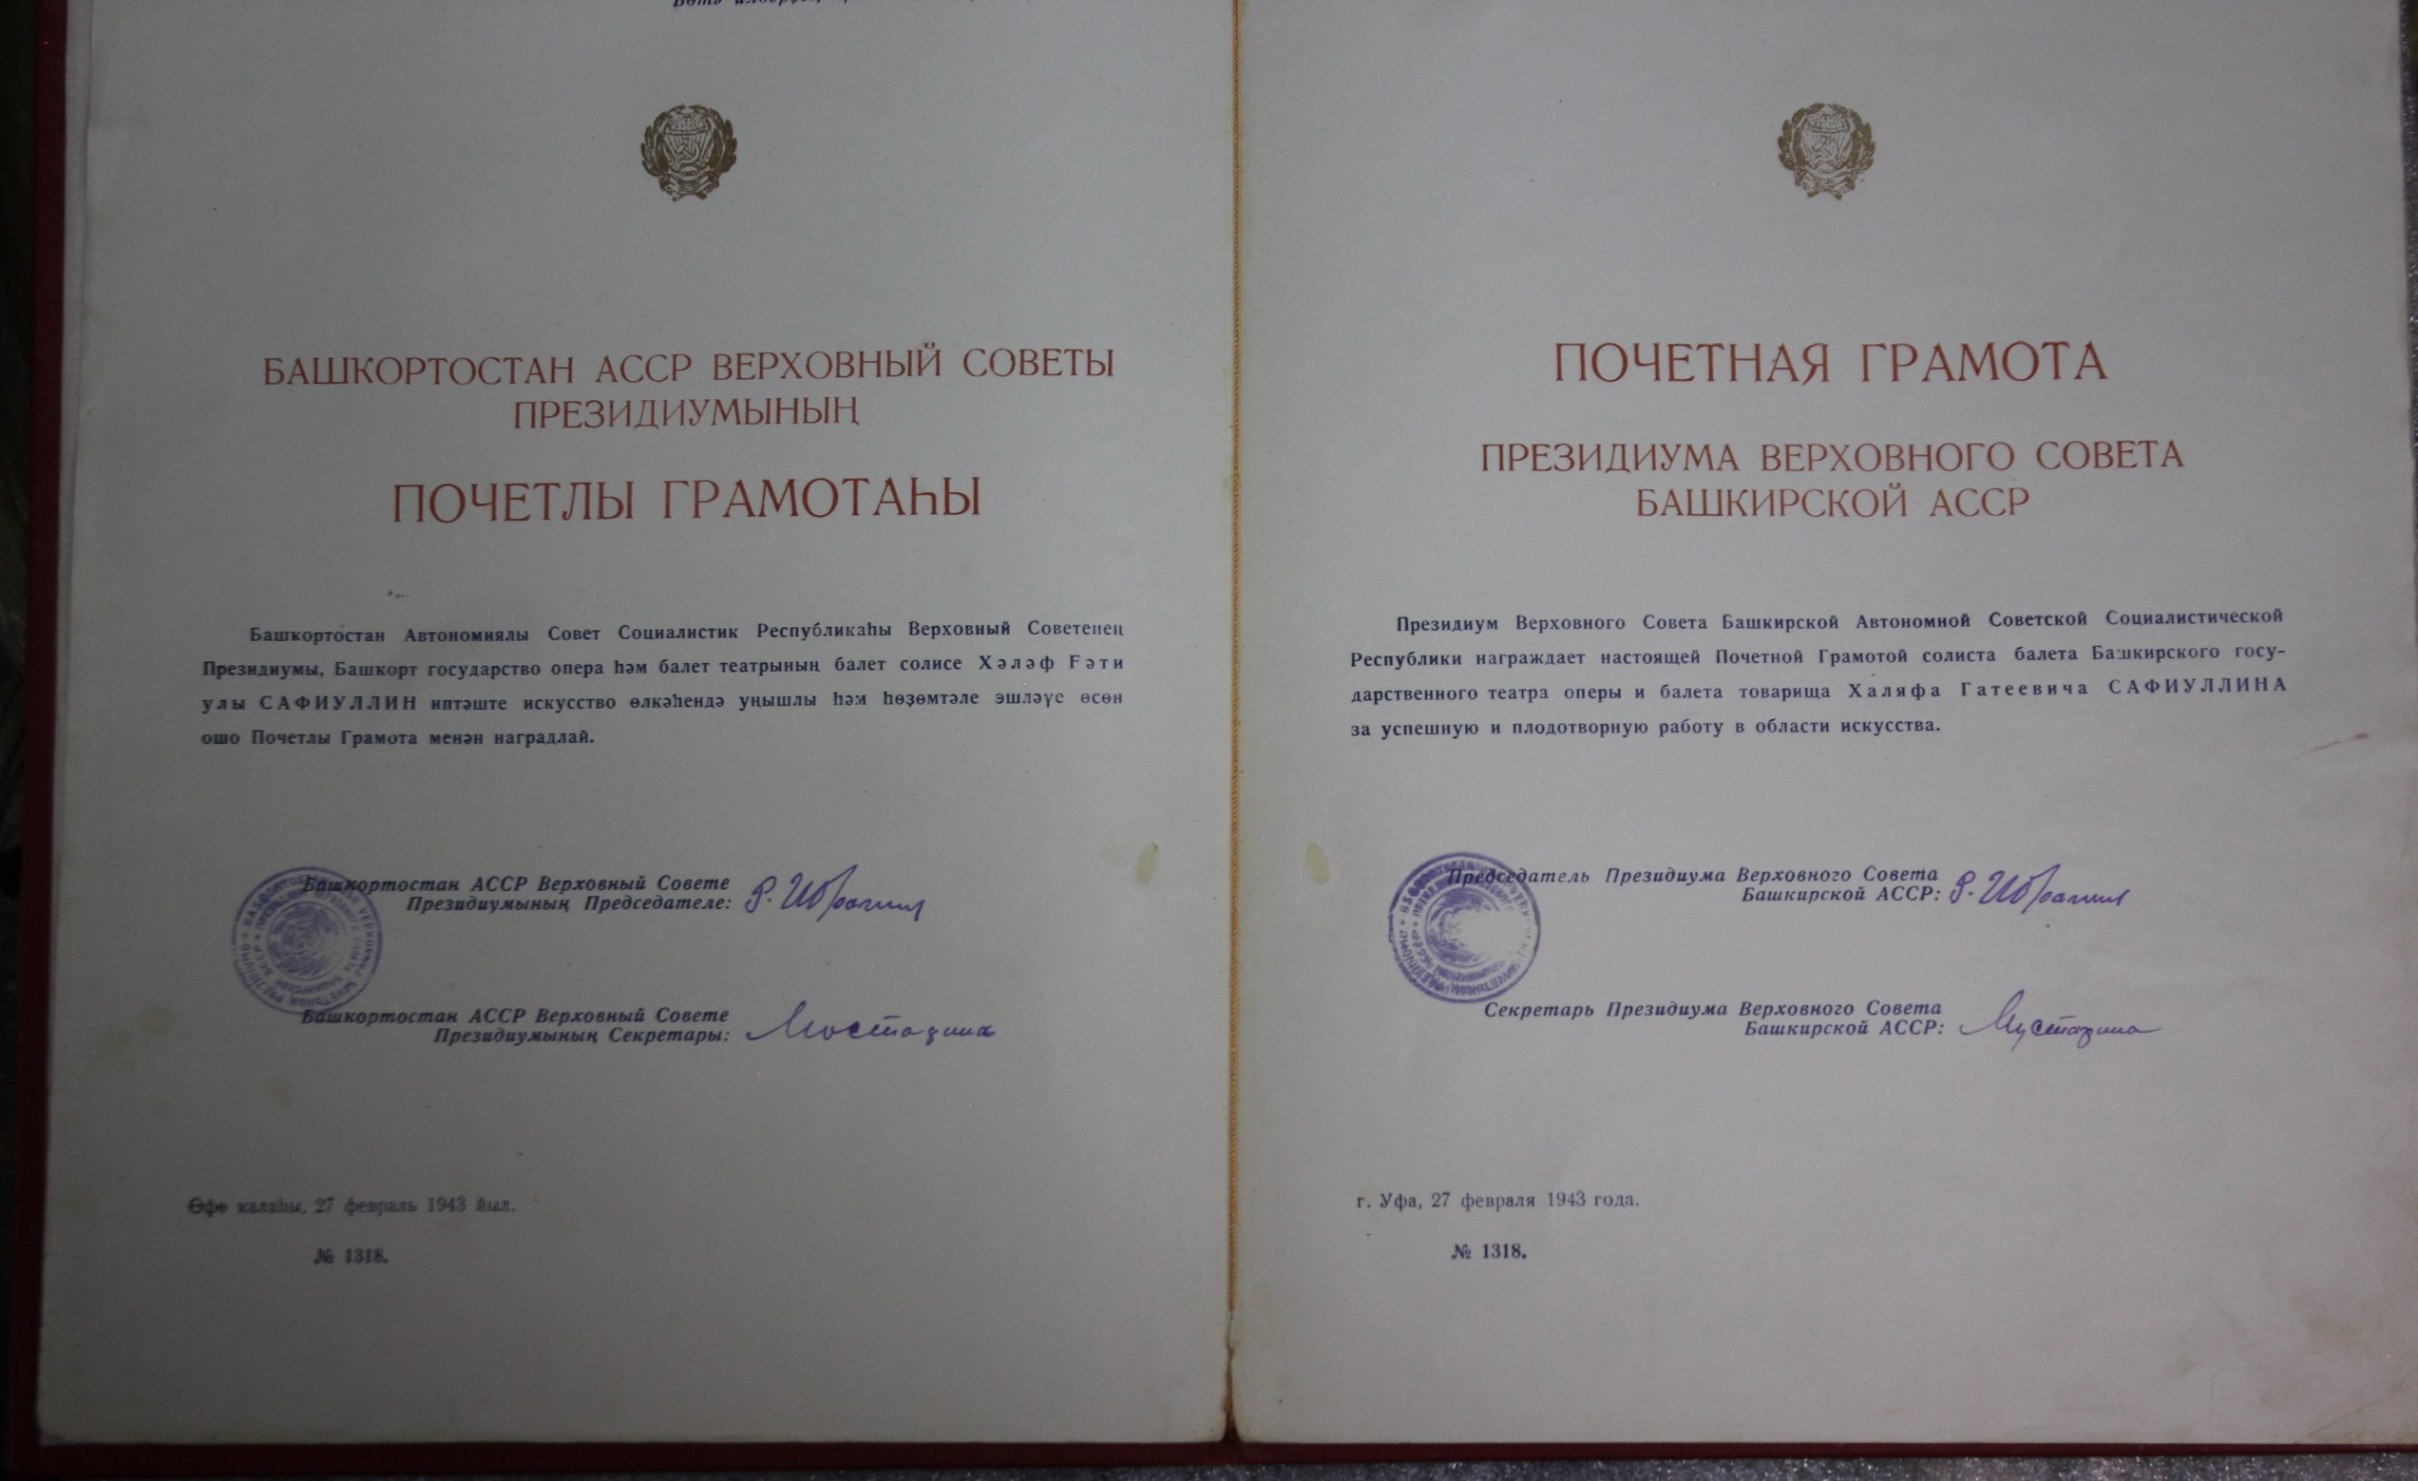 БАШКОРТОСТАН АССР ВЕРХОВНЫЙ СОВЕТЫ
ПРЕЗИДИУМЫНЫҢ
ПОЧЕТЛЫ ГРАМОТАҺЫ
Башкортостан Автономиялы Совет Социалистик Республикаһы Верховный Советенең
Президиумы, Башкорт государство опера һәм балет театрының балет солисе Хәләф Ғәти
улы САФИУЛЛИН иптәште искусство өлкәһендә уңышлы һәм һөҙөмтәле эшләүе өсөн
ошо Почетлы Грамота менән наградлай.
Башкортостан АССР Верховный Совете
Президиумының Председателе: Р. Ибрагим
Башкортостан АССР Верховный Совете
Президиумының Секретары: Мостафина
Өфө калаһы, 27 февраль 1943 йыл.
№ 1318.
ПОЧЕТНАЯ ГРАМОТА
ПРЕЗИДИУМА ВЕРХОВНОГО СОВЕТА
БАШКИРСКОЙ АССР
Президиум Верховного Совета Башкирской Автономной Советской Социалистической
Республики награждает настоящей Почетной Грамотой солиста балета Башкирского госу-
дарственного театра оперы и балета товарища Халяфа Гатеевича САФИУЛЛИНА
за успешную и плодотворную работу в области искусства.
Председатель Президиума Верховного Совета
Башкирской АССР: Р. Ибрагим
Секретарь Президиума Верховного Совета
Башкирской АССР: Мустафина
г. Уфа, 27 февраля 1943 года.
№ 1318.